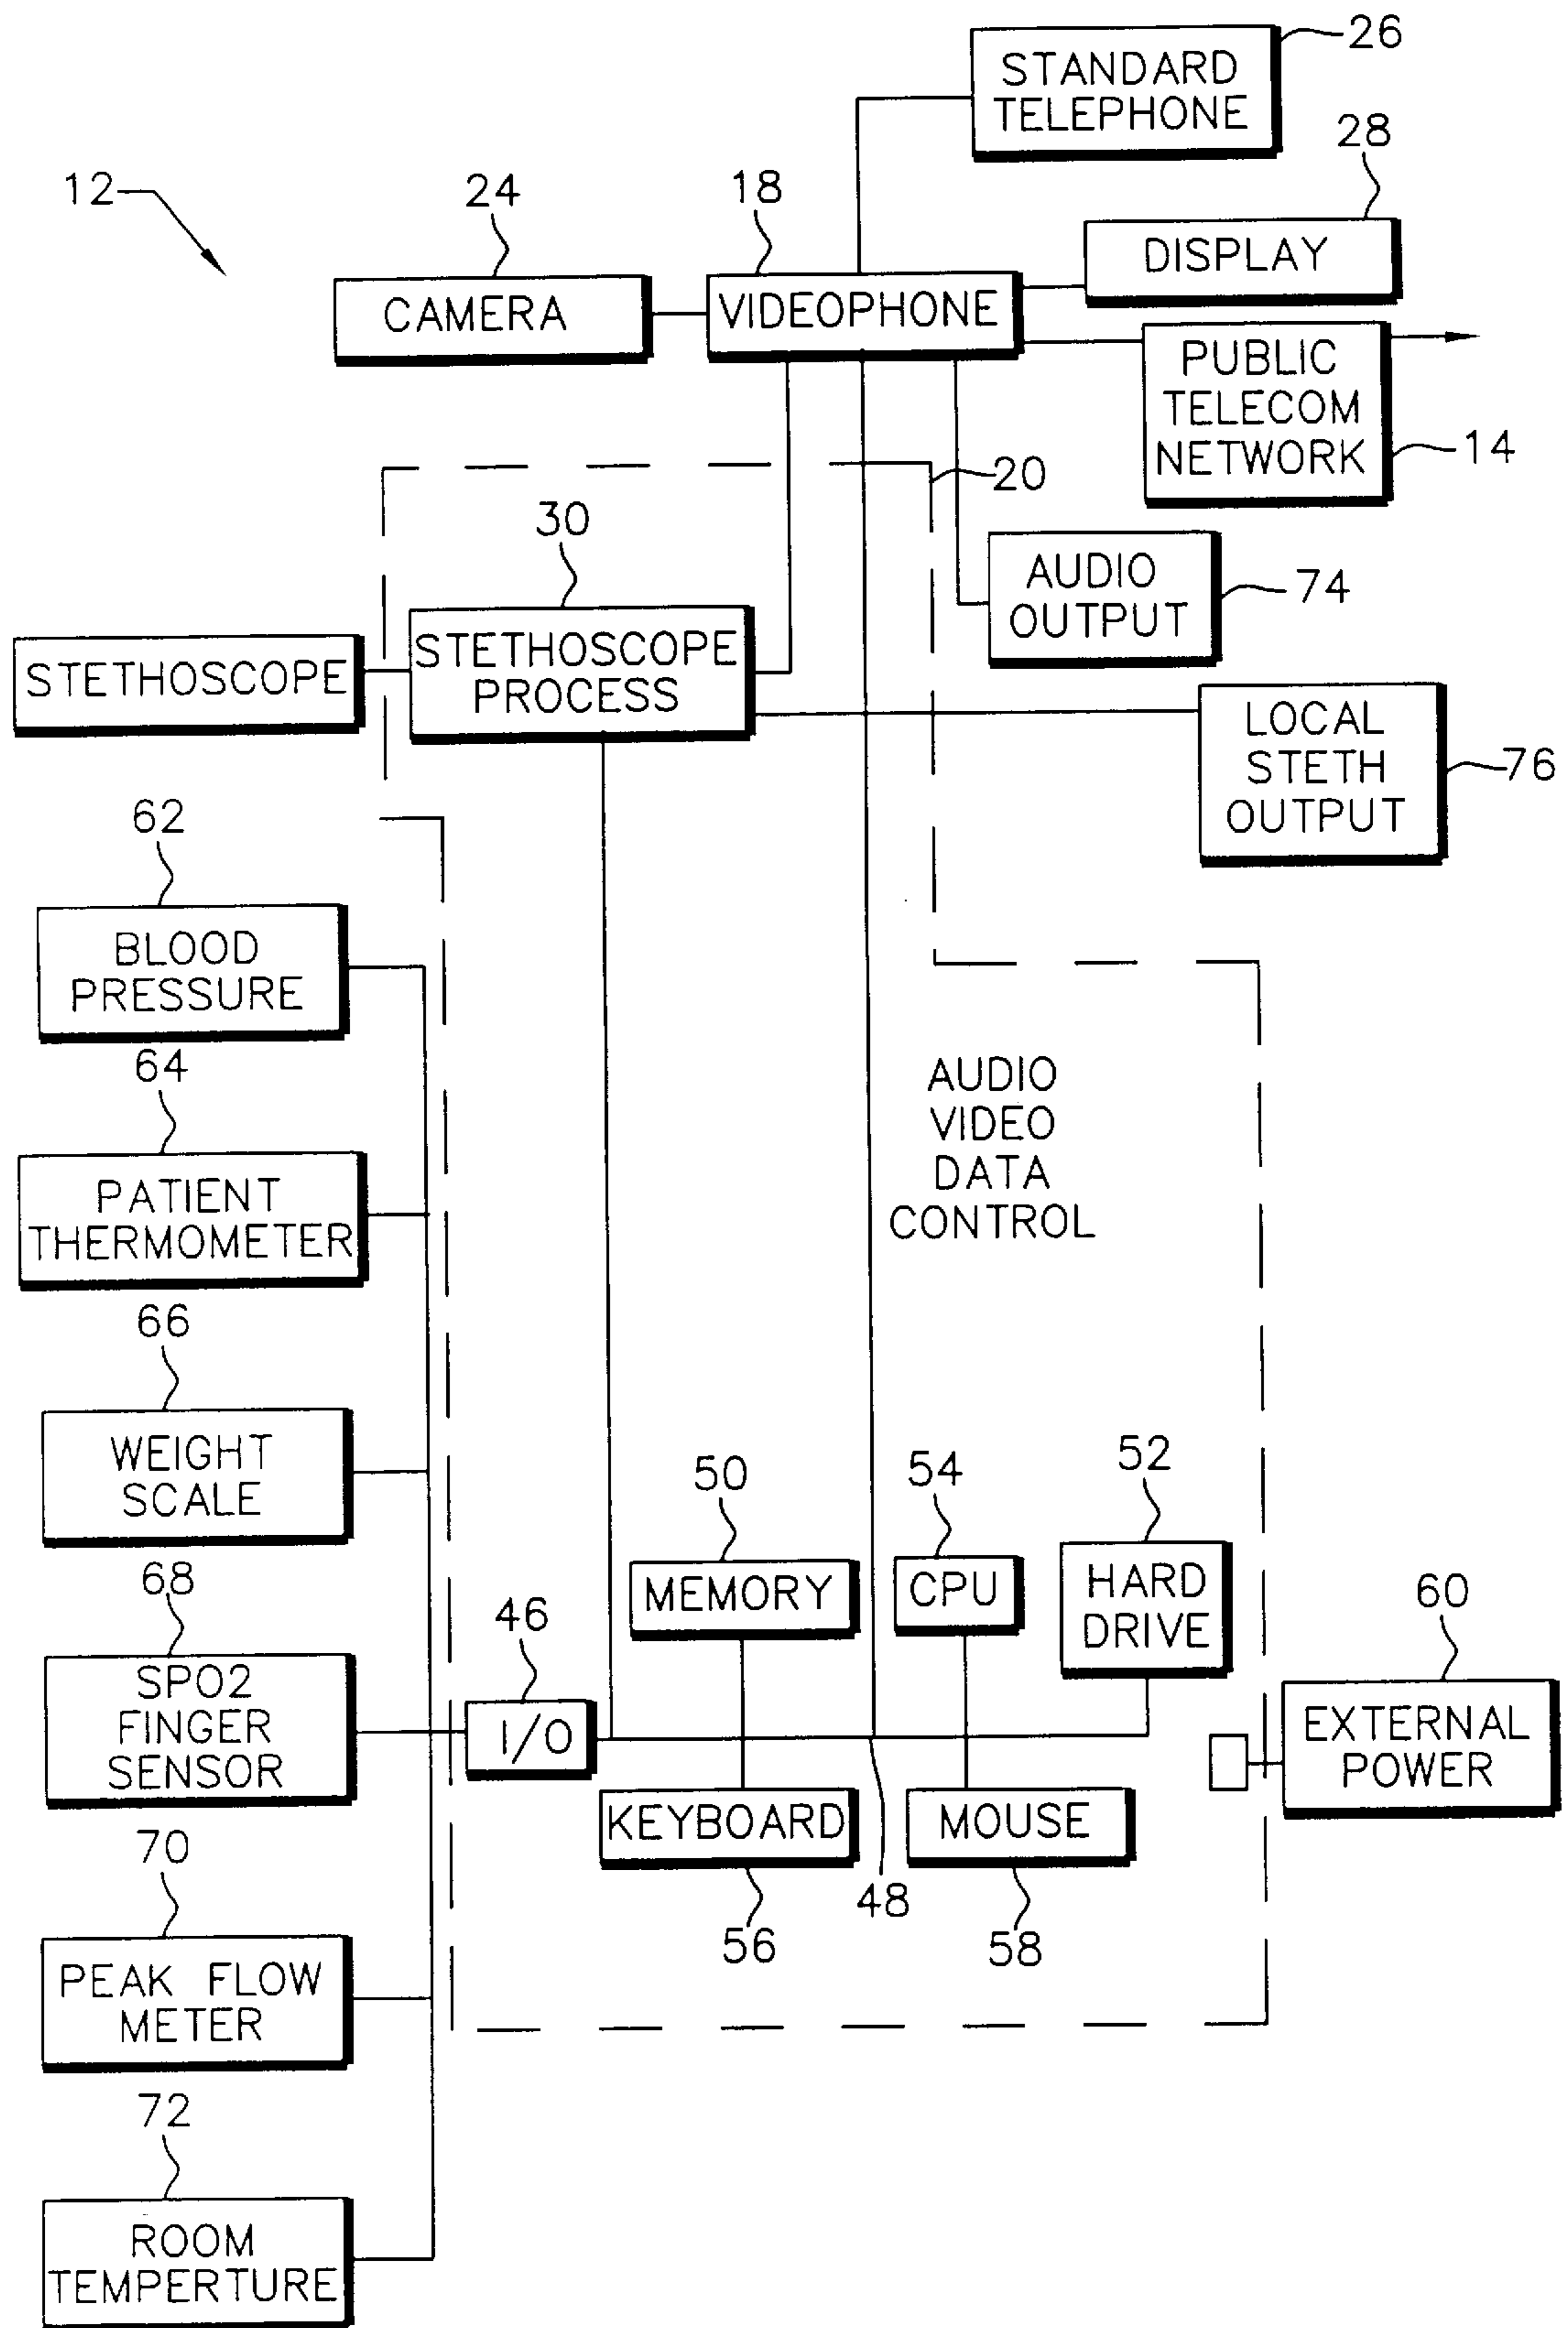 26
STANDARD
TELEPHONE
28
12
24
18
DISPLAY
CAMERA
VIDEOPHONE
PUBLIC
TELECOM
NETWORK
14
20
30
AUDIO
OUTPUT
74
STETHOSCOPE
STETHOSCOPE
PROCESS
LOCAL
STETH
OUTPUT
76
62
BLOOD
PRESSURE
64
AUDIO
VIDEO
DATA
CONTROL
PATIENT
THERMOMETER
66
WEIGHT
SCALE
50
54
52
MEMORY
CPU
HARD
DRIVE
68
46
60
SPO2
FINGER
SENSOR
I/O
EXTERNAL
POWER
KEYBOARD
MOUSE
70
56
48
58
PEAK FLOW
METER
72
ROOM
TEMPERTURE